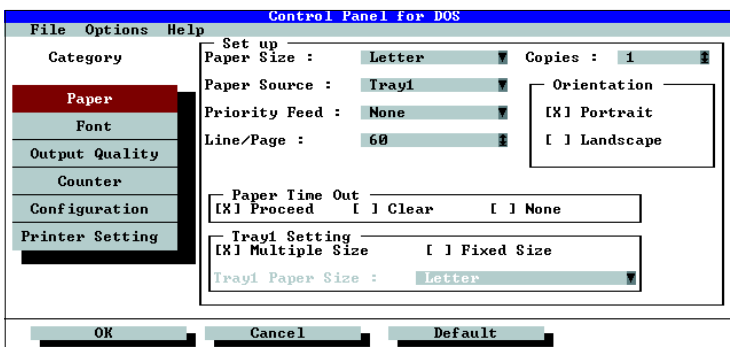 Control Panel for DOS
File Options Help
Category
Paper
Font
Output Quality
Counter
Configuration
Printer Setting
Set up
Paper Size : Letter
Copies : 1
Paper Source : Tray1
Priority Feed : None
Line/Page : 60
Orientation
[X] Portrait
[ ] Landscape
Paper Time Out
[X] Proceed [ ] Clear [ ] None
Tray1 Setting
[X] Multiple Size [ ] Fixed Size
Tray1 Paper Size : Letter
OK Cancel Default